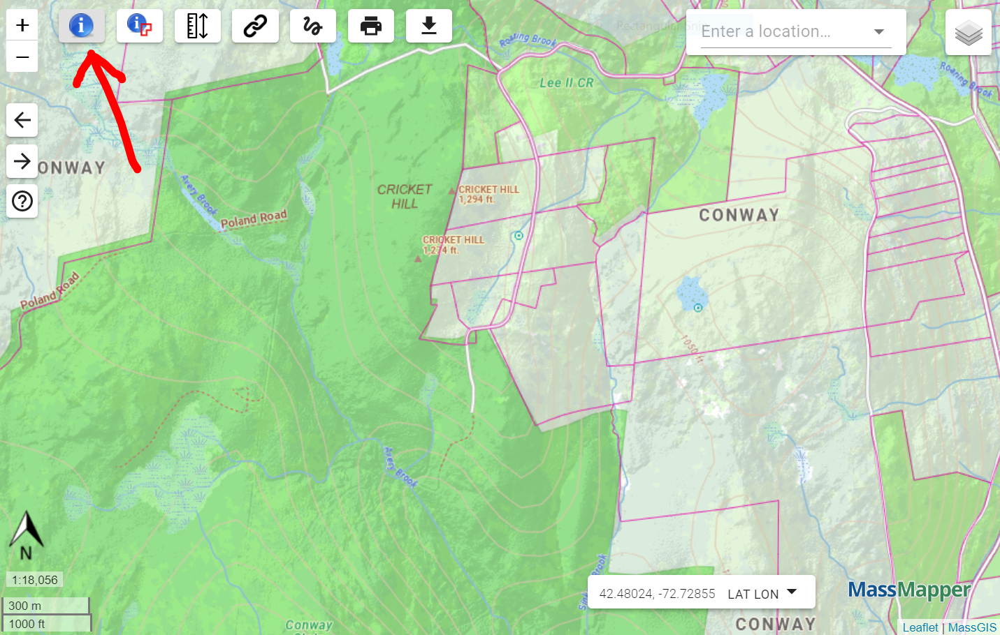 +
−
Enter a location...
Roaring Brook
Roaring Brook
Lee II CR
ONWAY
Avery Brook
Poland Road
CRICKET
HILL
CRICKET HILL
1,294 ft.
CRICKET HILL
1,274 ft.
CONWAY
Poland Road
1050 ft.
Avery Brook
N
1:18,056
300 m
1000 ft
42.48024, -72.72855 LAT LON
Brook
MassMapper
CONWAY
Conway
Leaflet | MassGIS